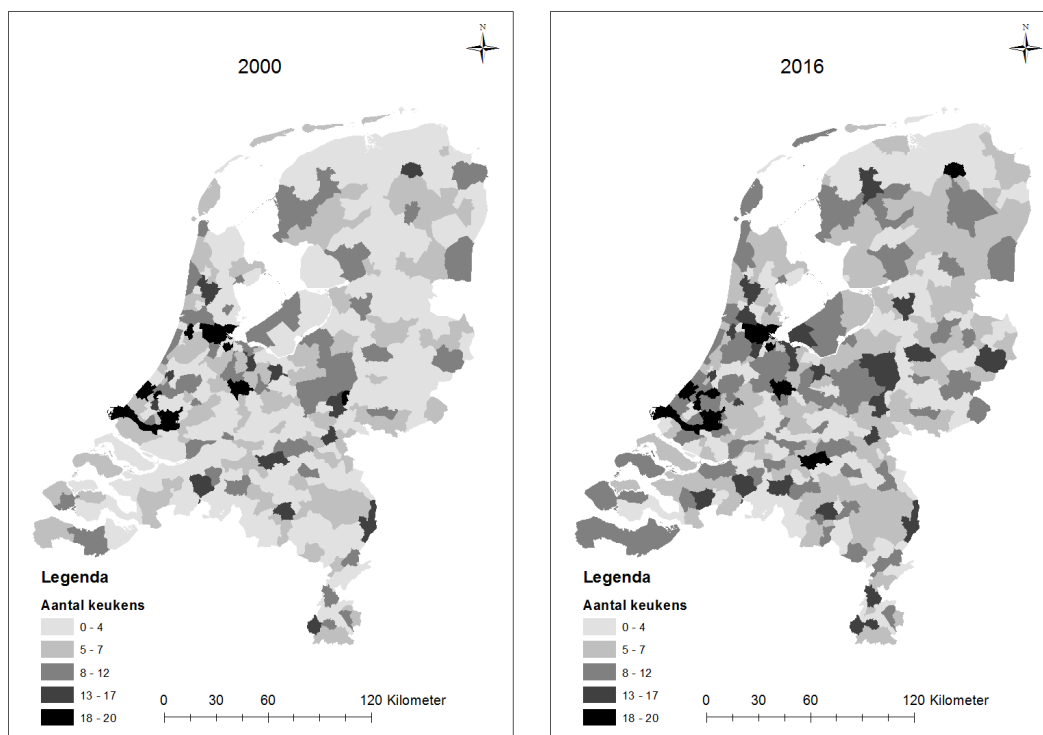 N
2000
Legenda
Aantal keukens
0 - 4
5 - 7
8 - 12
13 - 17
18 - 20
0 30 60 120 Kilometer
N
2016
Legenda
Aantal keukens
0 - 4
5 - 7
8 - 12
13 - 17
18 - 20
0 30 60 120 Kilometer